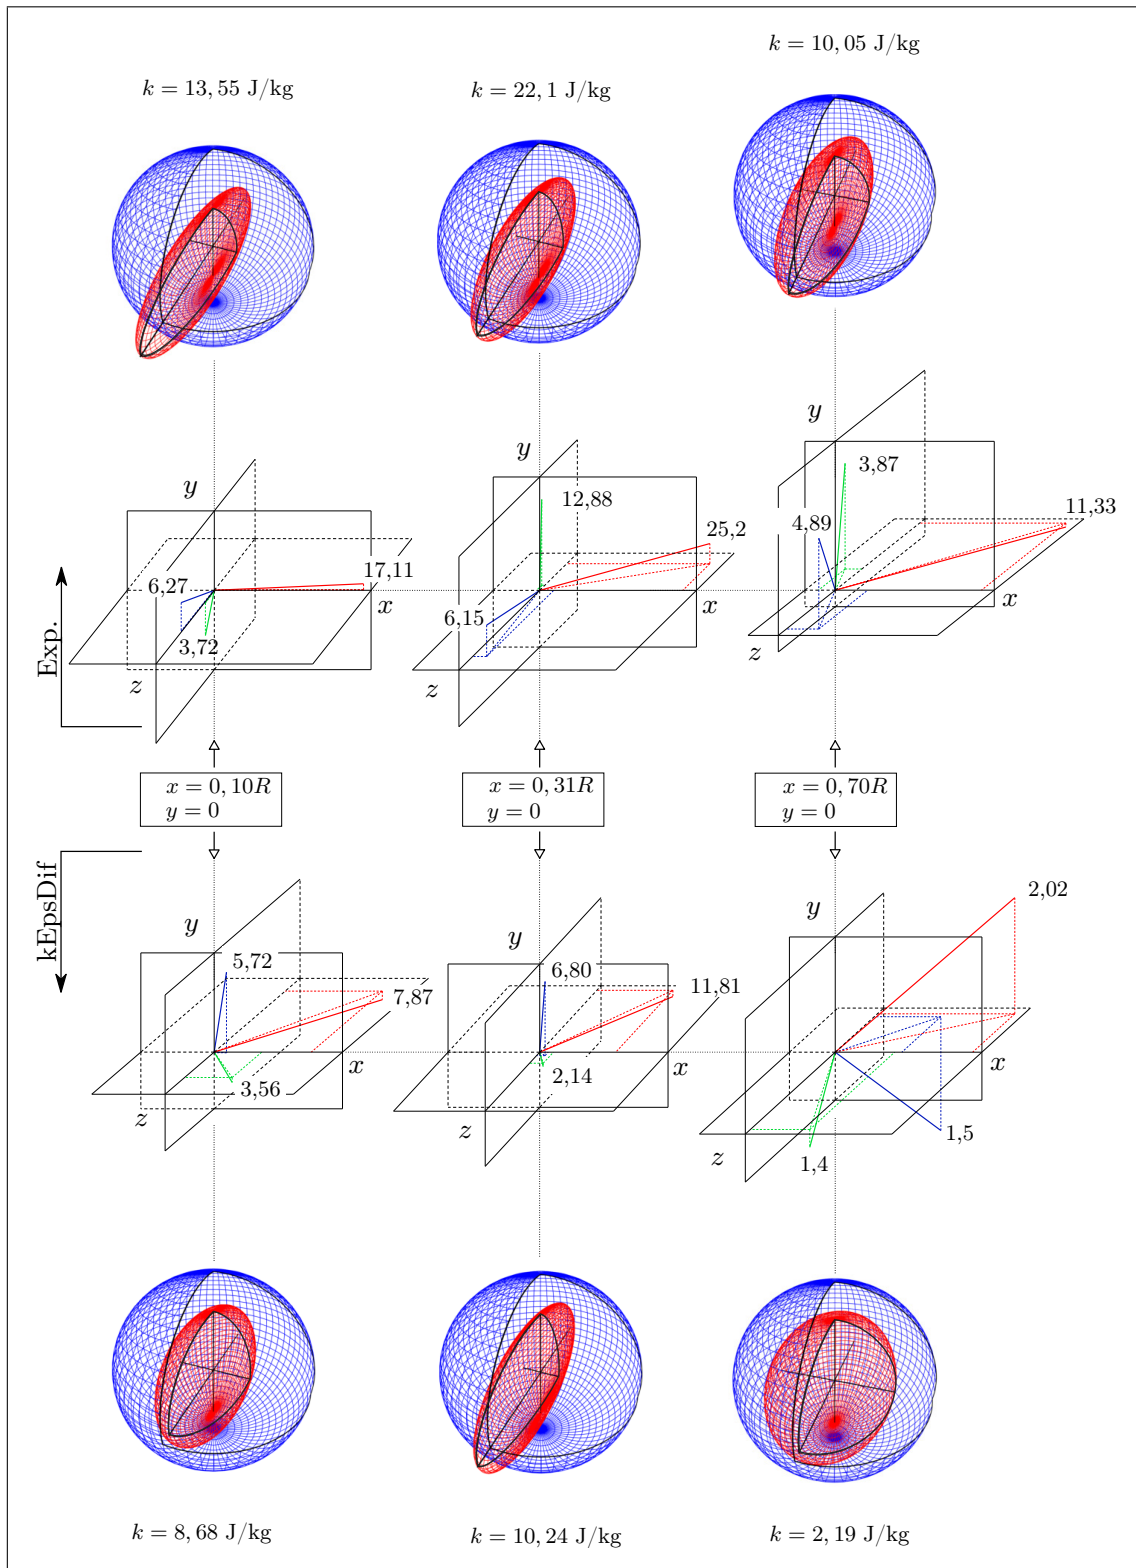 k = 10, 05 J/kg
k = 13, 55 J/kg
k = 22, 1 J/kg
y
3,87
4,89
11,33
x
z
y
12,88
25,2
6,15
x
z
y
6,27
17,11
3,72
x
z
Exp.
x = 0, 10R
y = 0
x = 0, 31R
y = 0
x = 0, 70R
y = 0
kEpsDif
y
5,72
7,87
3,56
x
z
y
6,80
11,81
2,14
x
z
y
2,02
1,5
1,4
x
z
k = 8, 68 J/kg
k = 10, 24 J/kg
k = 2, 19 J/kg